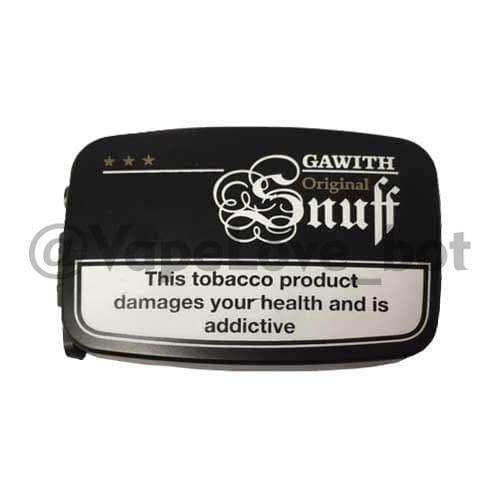 GAWITH
Original
Snuff
@VapeLove_bot
This tobacco product
damages your health and is
addictive